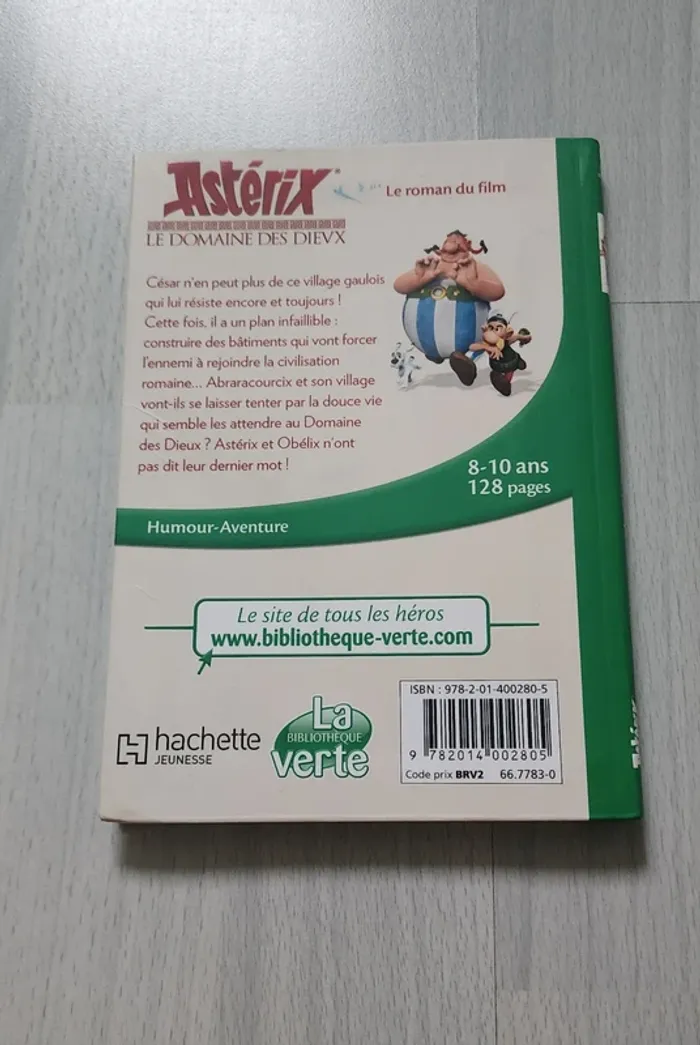 Astérix
Le roman du film
LE DOMAINE DES DIEVX
César n'en peut plus de ce village gaulois
qui lui résiste encore et toujours !
Cette fois, il a un plan infaillible :
construire des bâtiments qui vont forcer
l'ennemi à rejoindre la civilisation
romaine... Abraracourcix et son village
vont-ils se laisser tenter par la douce vie
qui semble les attendre au Domaine
des Dieux ? Astérix et Obélix n'ont
pas dit leur dernier mot !
8-10 ans
128 pages
Humour-Aventure
Le site de tous les héros
www.bibliotheque-verte.com
ISBN : 978-2-01-400280-5
9 782014 002805
Code prix BRV2 66.7783-0
hachette
JEUNESSE
La
BIBLIOTHÈQUE
verte